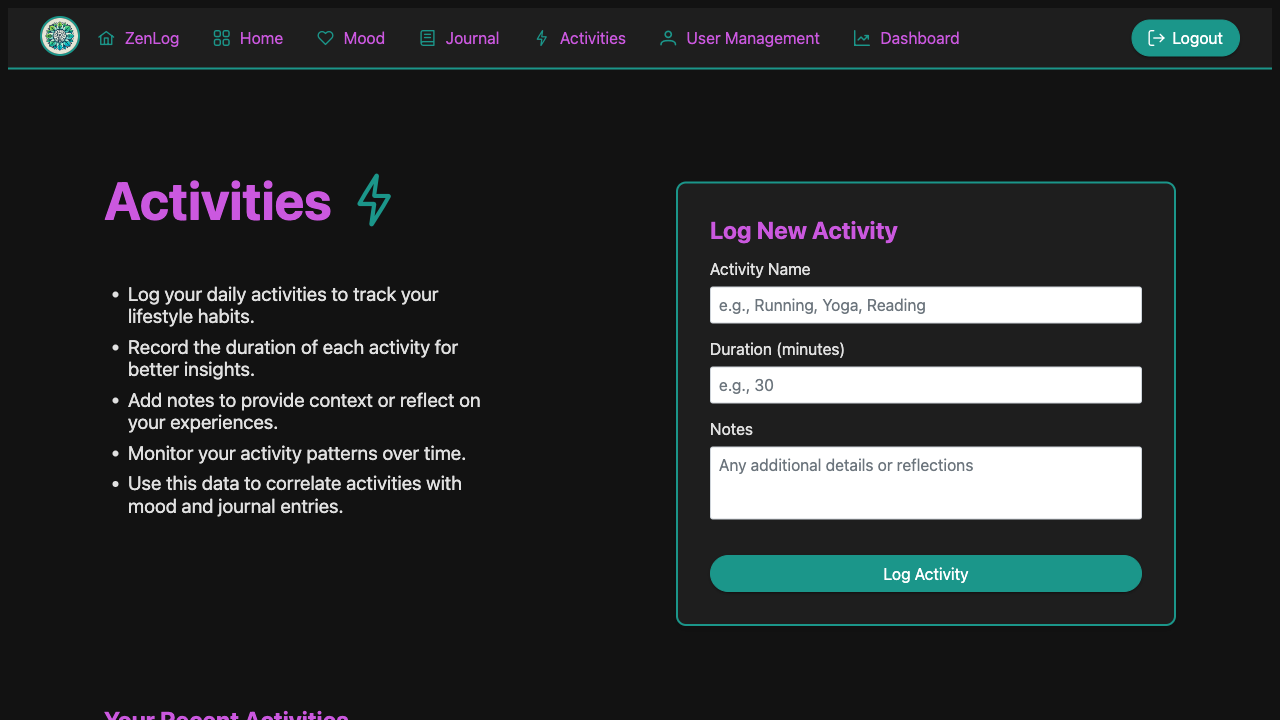 ZenLog
Home
Mood
Journal
Activities
User Management
Dashboard
Logout
Activities
• Log your daily activities to track your
lifestyle habits.
• Record the duration of each activity for
better insights.
• Add notes to provide context or reflect on
your experiences.
• Monitor your activity patterns over time.
• Use this data to correlate activities with
mood and journal entries.
Log New Activity
Activity Name
e.g., Running, Yoga, Reading
Duration (minutes)
e.g., 30
Notes
Any additional details or reflections
Log Activity
Your Recent Activities